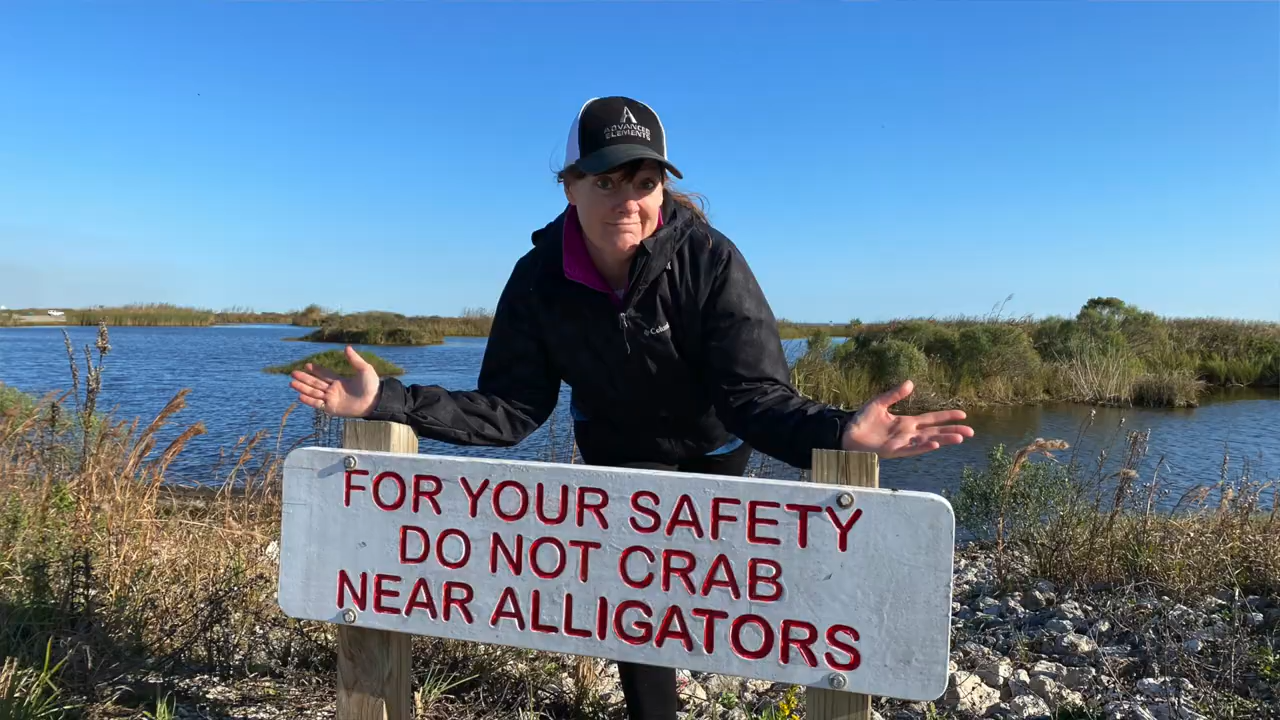 ADVANCED
ELEMENTS
Columbia
FOR YOUR SAFETY
DO NOT CRAB
NEAR ALLIGATORS